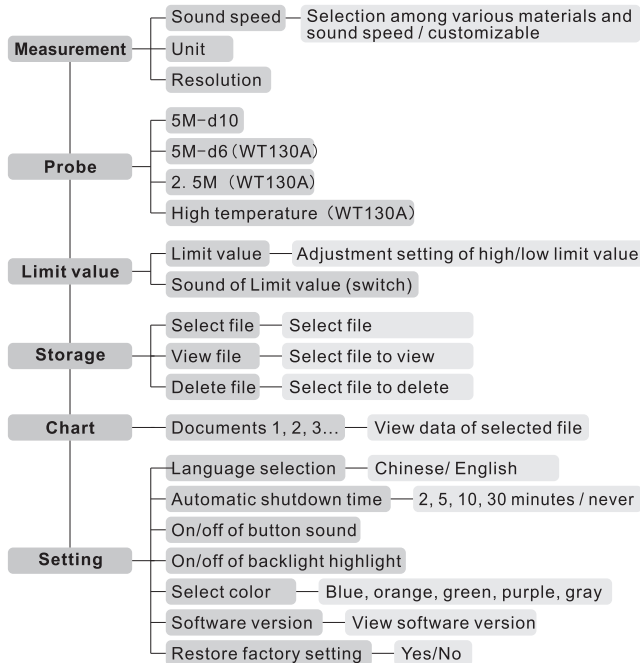 Measurement
Sound speed
Selection among various materials and
sound speed / customizable
Unit
Resolution
Probe
5M-d10
5M-d6 (WT130A)
2. 5M (WT130A)
High temperature (WT130A)
Limit value
Limit value
Adjustment setting of high/low limit value
Sound of Limit value (switch)
Storage
Select file
Select file
View file
Select file to view
Delete file
Select file to delete
Chart
Documents 1, 2, 3...
View data of selected file
Setting
Language selection
Chinese/ English
Automatic shutdown time
2, 5, 10, 30 minutes / never
On/off of button sound
On/off of backlight highlight
Select color
Blue, orange, green, purple, gray
Software version
View software version
Restore factory setting
Yes/No